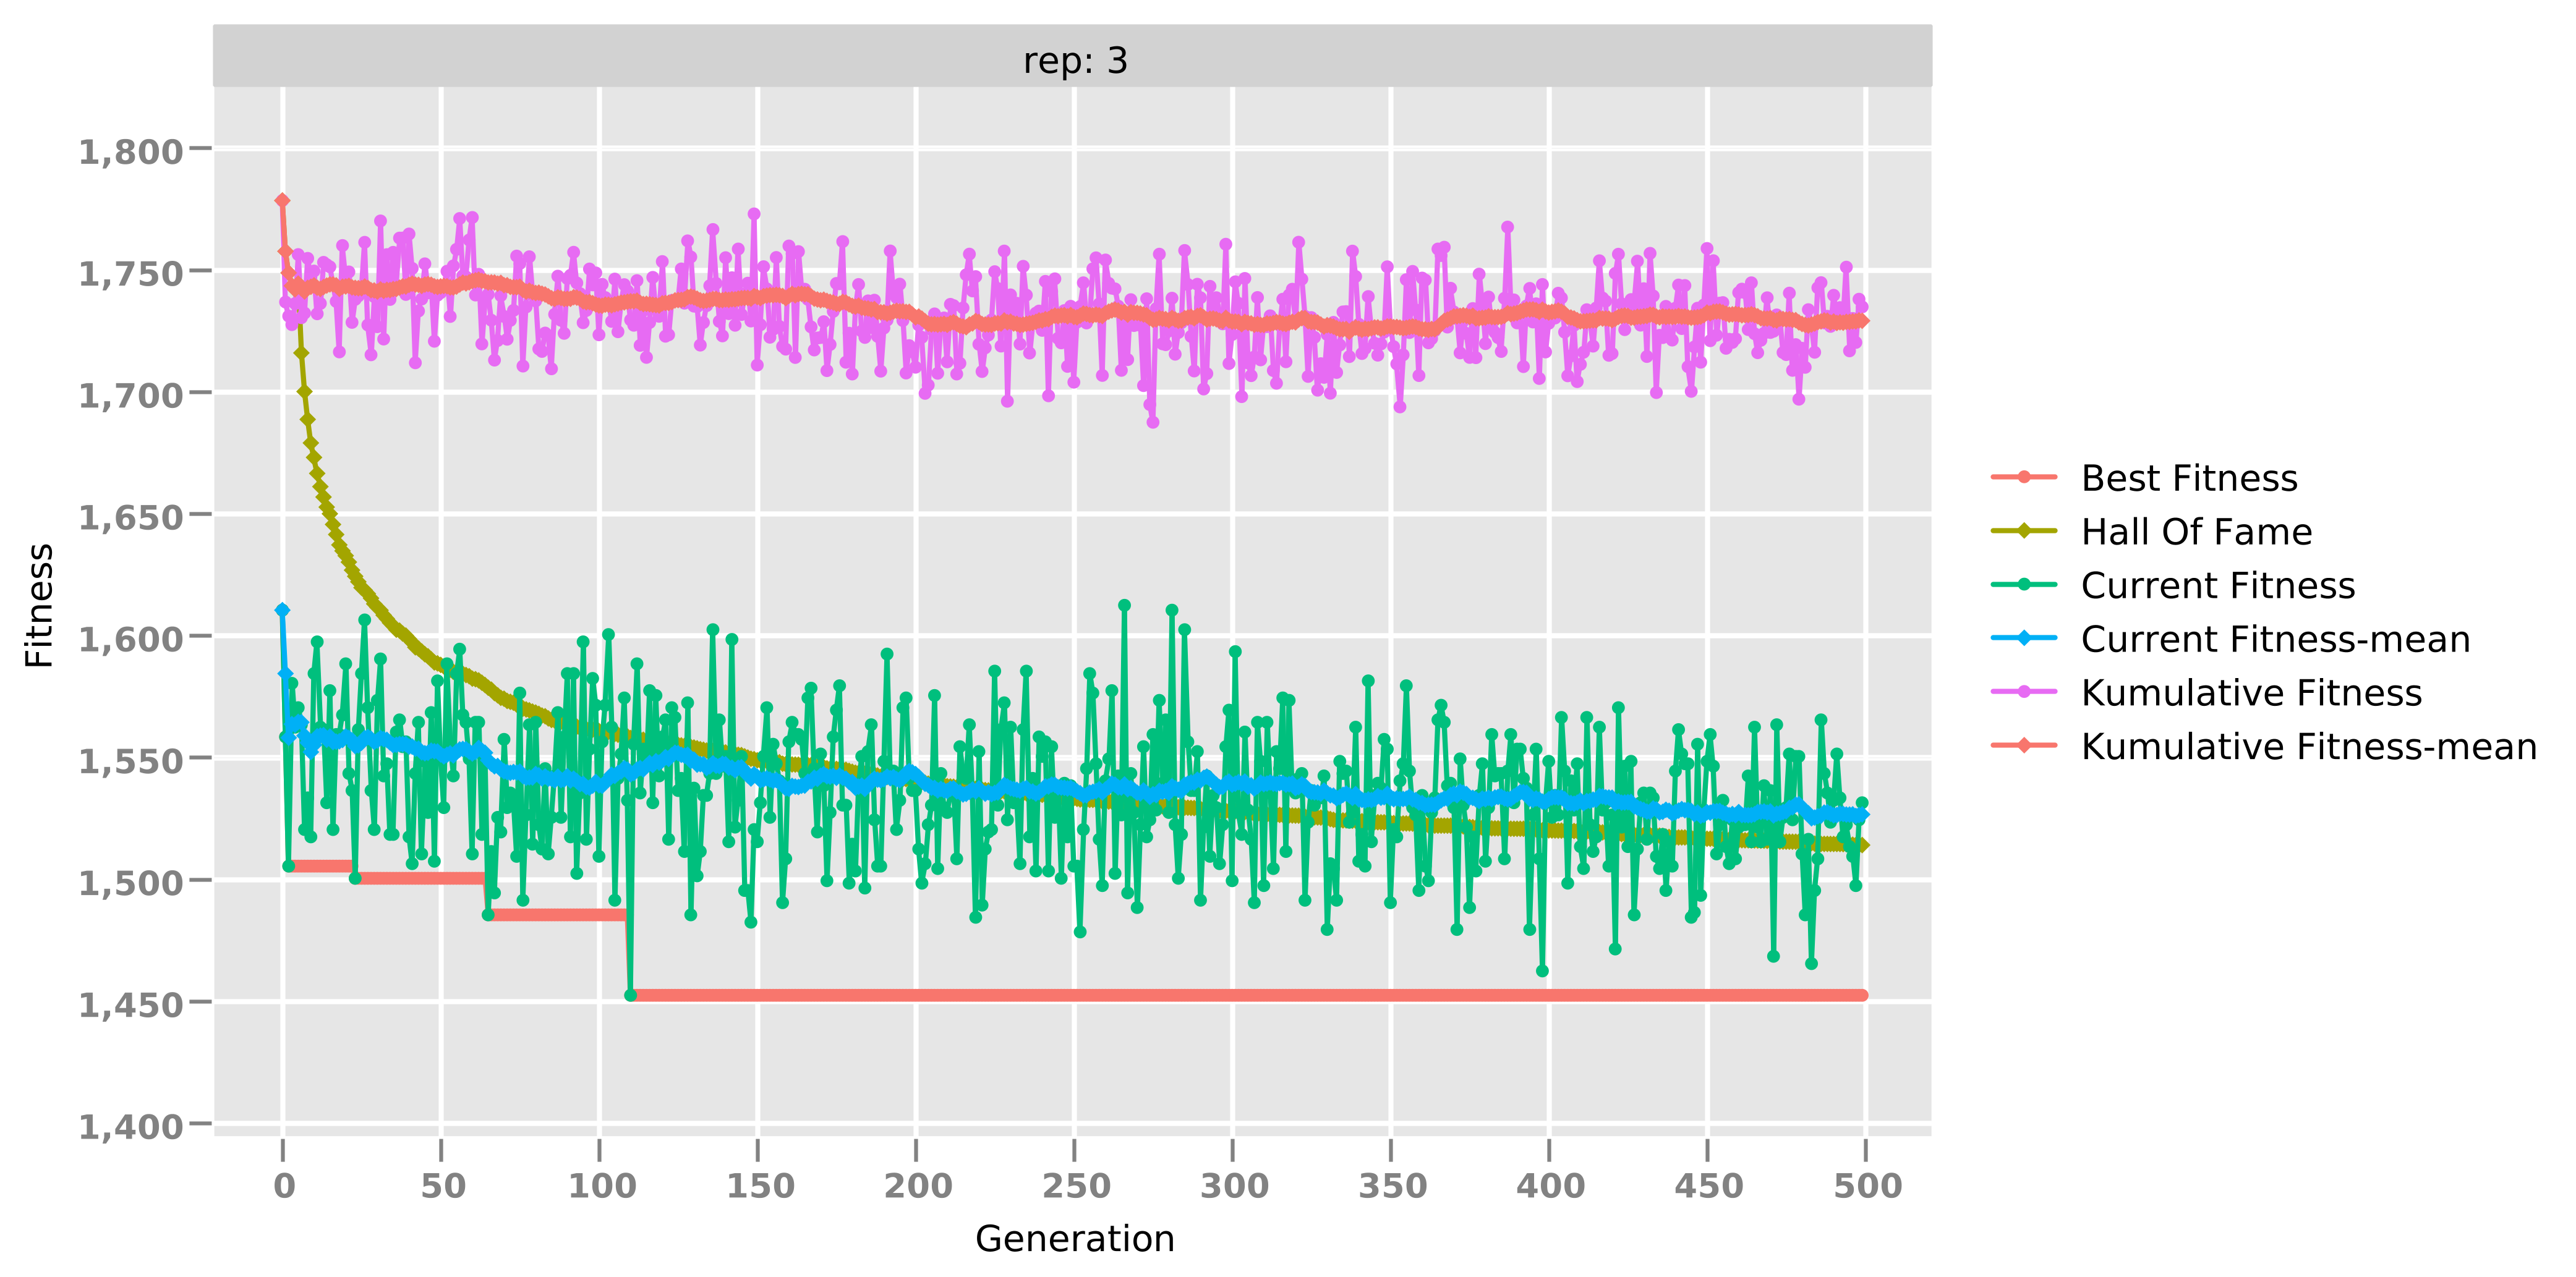 rep: 3
1,800
1,750
1,700
1,650
1,600
1,550
1,500
1,450
1,400
Fitness
0 50 100 150 200 250 300 350 400 450 500
Generation
Best Fitness
Hall Of Fame
Current Fitness
Current Fitness-mean
Kumulative Fitness
Kumulative Fitness-mean